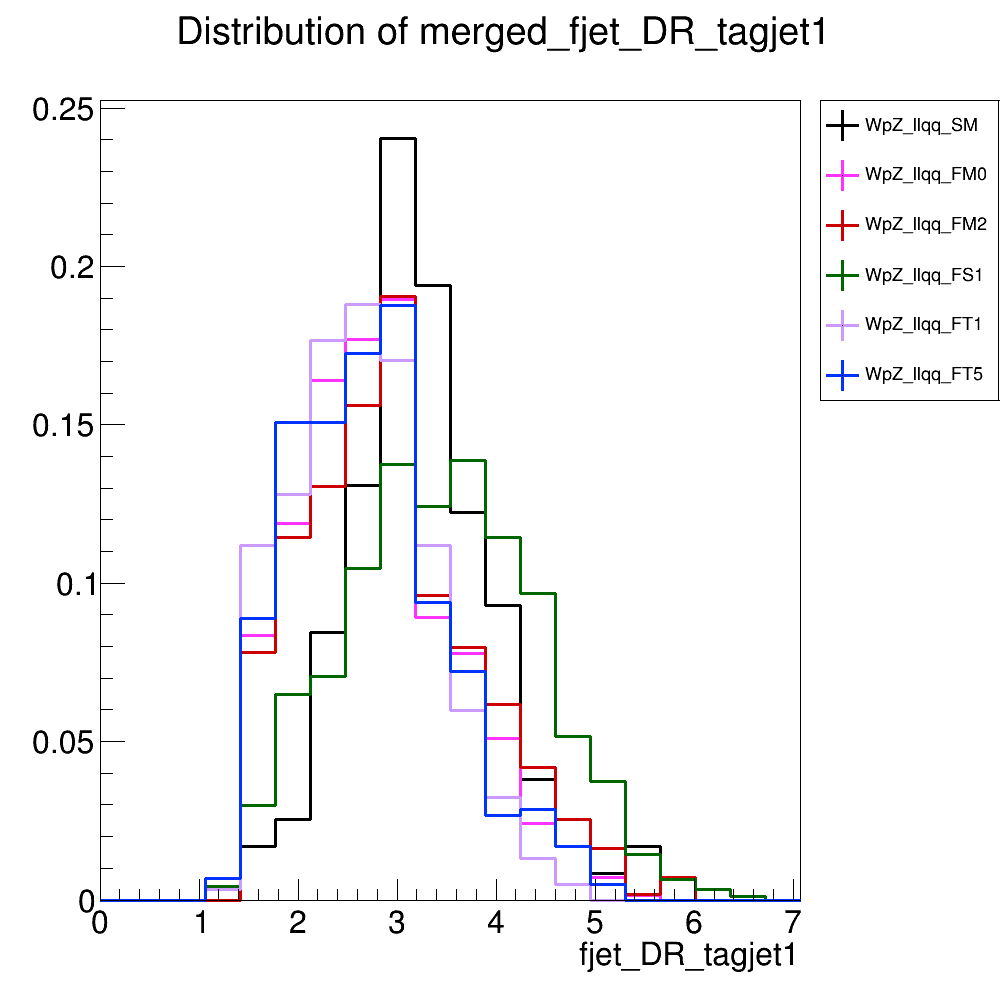 Distribution of merged_fjet_DR_tagjet1
0.25
0.2
0.15
0.1
0.05
0
0 1 2 3 4 5 6 7
fjet_DR_tagjet1
WpZ_llqq_SM
WpZ_llqq_FM0
WpZ_llqq_FM2
WpZ_llqq_FS1
WpZ_llqq_FT1
WpZ_llqq_FT5